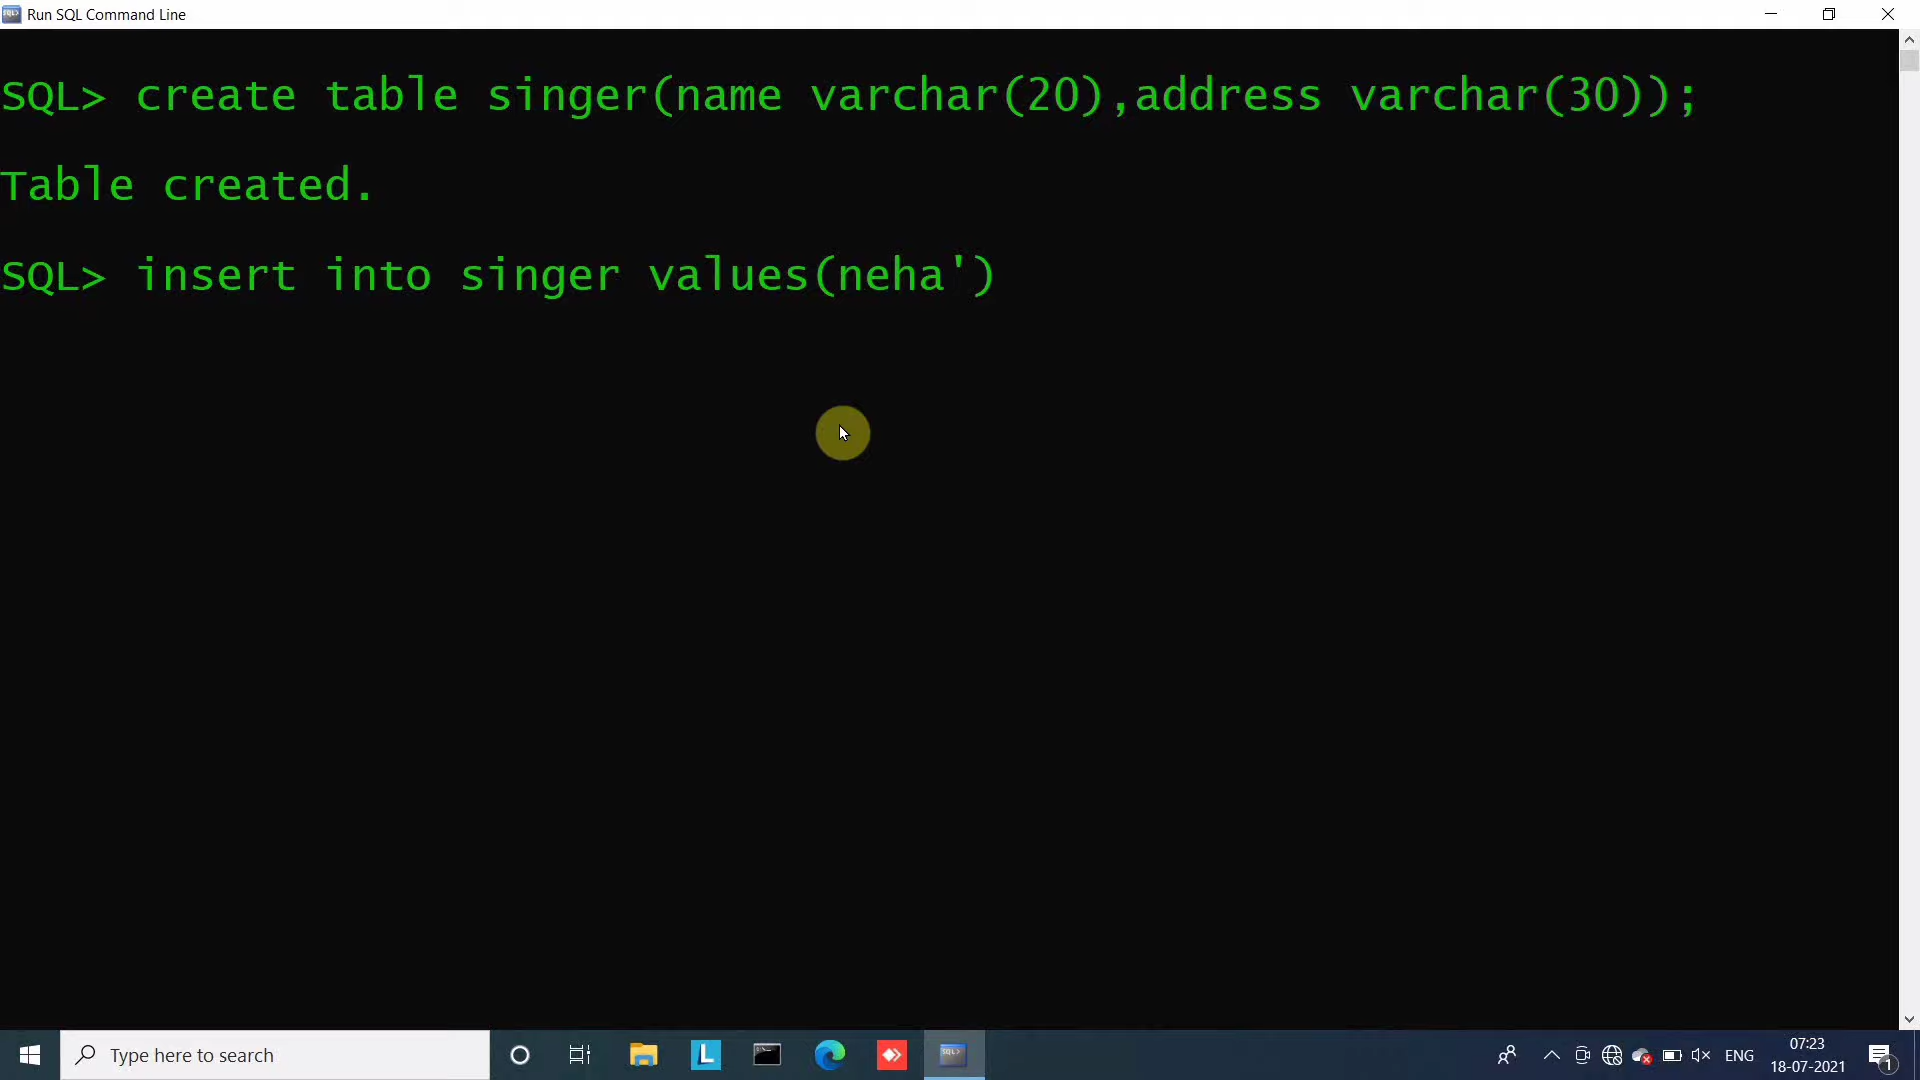 Run SQL Command Line
SQL> create table singer(name varchar(20),address varchar(30));
Table created.
SQL> insert into singer values(neha')
Type here to search
L
ENG
07:23
18-07-2021
1